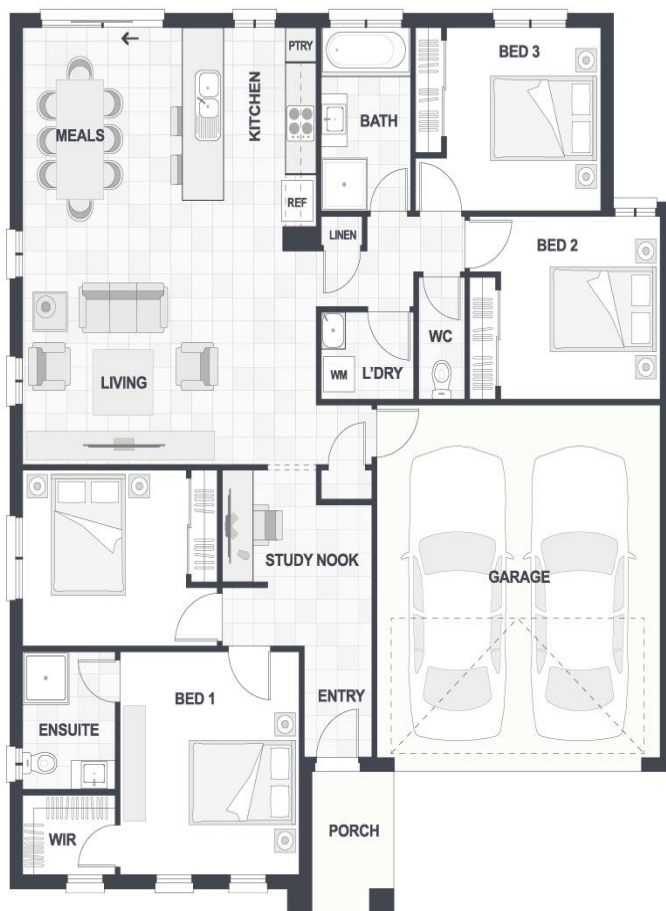 PTRY
BED 3
KITCHEN
BATH
MEALS
REF
LINEN
BED 2
WC
WM
L'DRY
LIVING
STUDY NOOK
GARAGE
BED 1
ENTRY
ENSUITE
WIR
PORCH